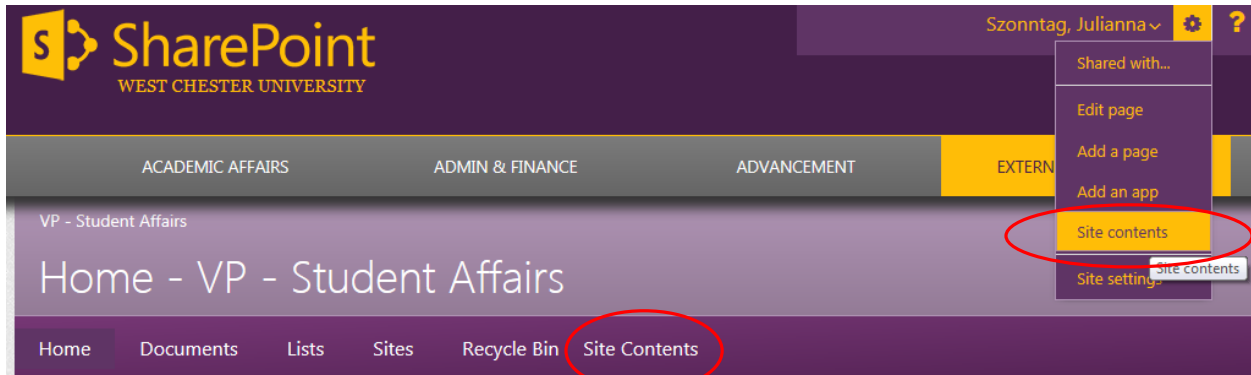 Szonntag, Julianna
?
S
SharePoint
WEST CHESTER UNIVERSITY
Shared with...
Edit page
Add a page
Add an app
Site contents
Site contents
Site settings
ACADEMIC AFFAIRS
ADMIN & FINANCE
ADVANCEMENT
EXTERN
VP - Student Affairs
Home - VP - Student Affairs
Home Documents Lists Sites Recycle Bin Site Contents